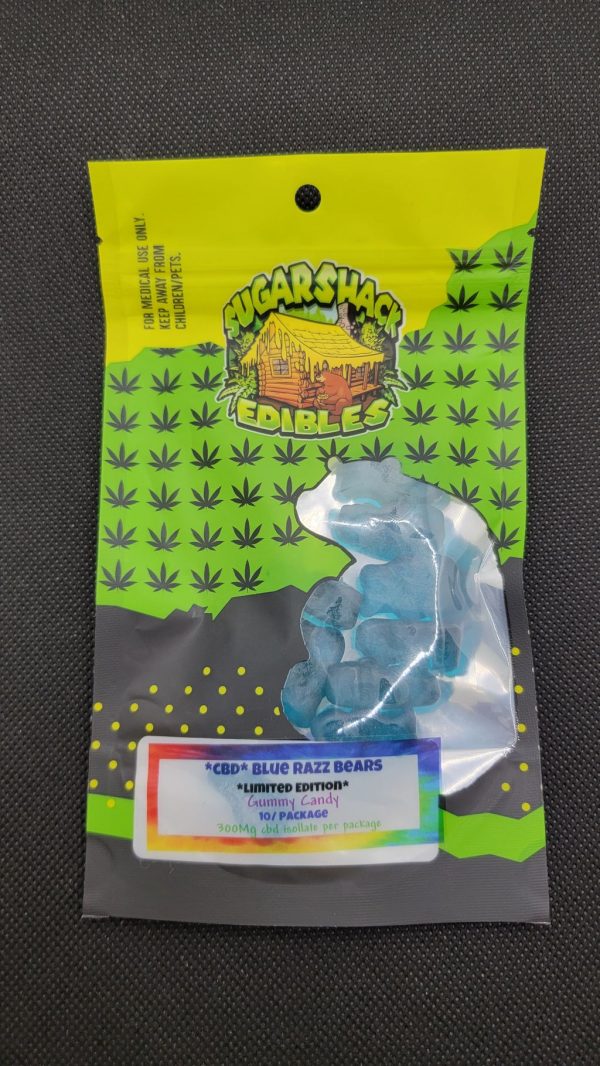 FOR MEDICAL USE ONLY.
KEEP AWAY FROM
CHILDREN/PETS.
SUGARSHACK
EDIBLES
*CBD* BLUE RAZZ BEARS
*LIMITED EDITION*
Gummy Candy
10/ PACKAGE
300Mg cbd isollate per package